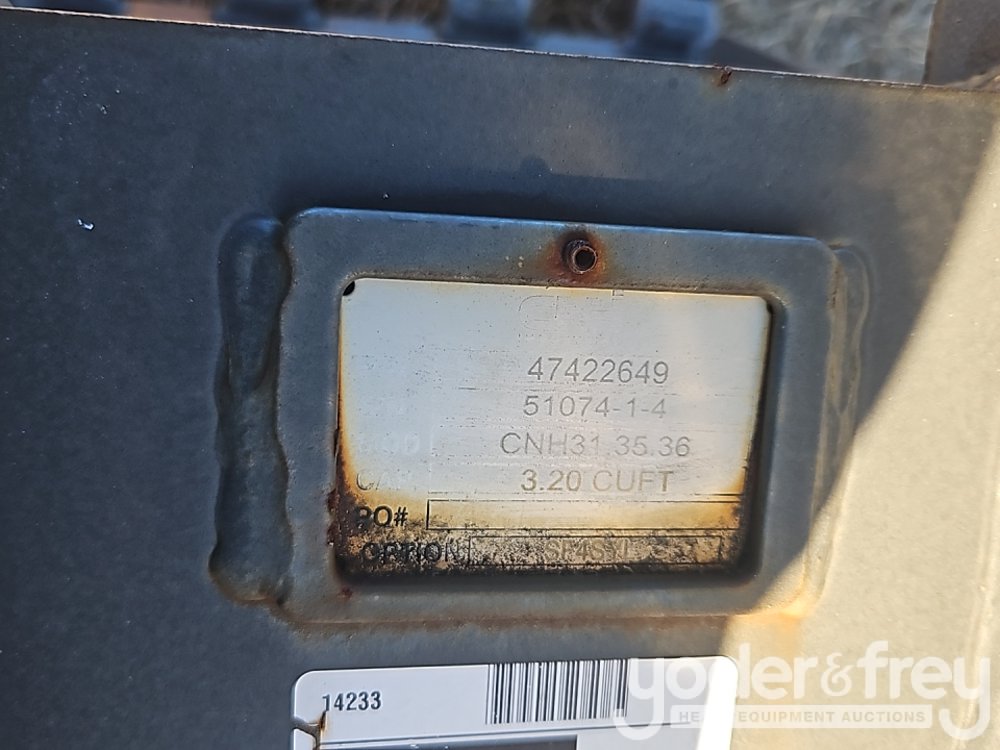 47422649
51074-1-4
CNH31.35.36
3.20 CUFT
PO#
OPTION
14233
yoder&frey
HEAVY EQUIPMENT AUCTIONS